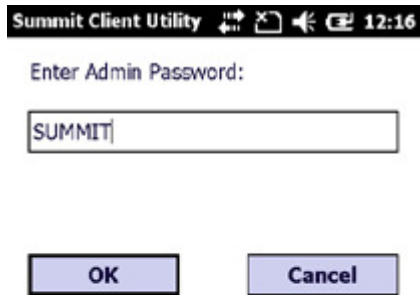 Summit Client Utility 12:16
Enter Admin Password:
SUMMIT
OK Cancel